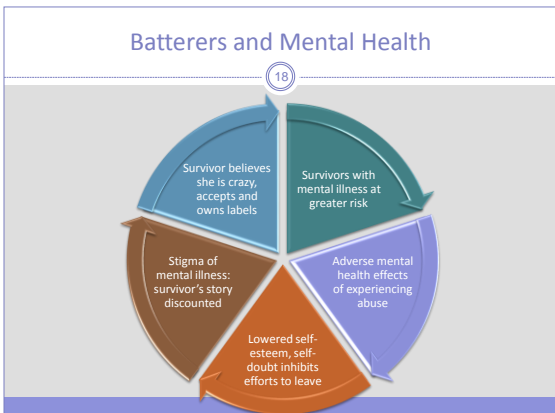 Batterers and Mental Health
18
Survivor believes
she is crazy,
accepts and
owns labels
Survivors with
mental illness at
greater risk
Stigma of
mental illness:
survivor's story
discounted
Adverse mental
health effects
of experiencing
abuse
Lowered self-
esteem, self-
doubt inhibits
efforts to leave